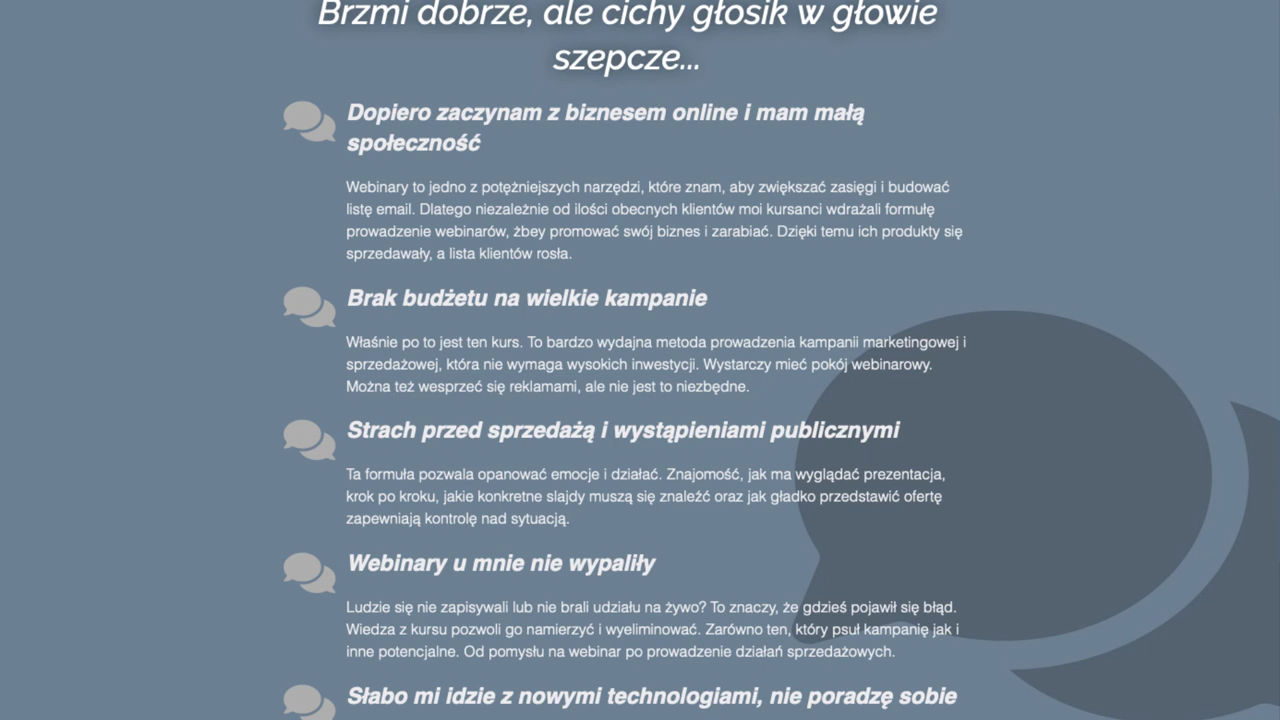 Brzmi dobrze, ale cichy głosik w głowie
szepcze...
Dopiero zaczynam z biznesem online i mam małą
społeczność
Webinary to jedno z potężniejszych narzędzi, które znam, aby zwiększać zasięgi i budować
listę email. Dlatego niezależnie od ilości obecnych klientów moi kursanci wdrażali formułę
prowadzenie webinarów, żbey promować swój biznes i zarabiać. Dzięki temu ich produkty się
sprzedawały, a lista klientów rosła.
Brak budżetu na wielkie kampanie
Właśnie po to jest ten kurs. To bardzo wydajna metoda prowadzenia kampanii marketingowej i
sprzedażowej, która nie wymaga wysokich inwestycji. Wystarczy mieć pokój webinarowy.
Można też wesprzeć się reklamami, ale nie jest to niezbędne.
Strach przed sprzedażą i wystąpieniami publicznymi
Ta formuła pozwala opanować emocje i działać. Znajomość, jak ma wyglądać prezentacja,
krok po kroku, jakie konkretne slajdy muszą się znaleźć oraz jak gładko przedstawić ofertę
zapewniają kontrolę nad sytuacją.
Webinary u mnie nie wypaliły
Ludzie się nie zapisywali lub nie brali udziału na żywo? To znaczy, że gdzieś pojawił się błąd.
Wiedza z kursu pozwoli go namierzyć i wyeliminować. Zarówno ten, który psuł kampanię jak i
inne potencjalne. Od pomysłu na webinar po prowadzenie działań sprzedażowych.
Słabo mi idzie z nowymi technologiami, nie poradzę sobie